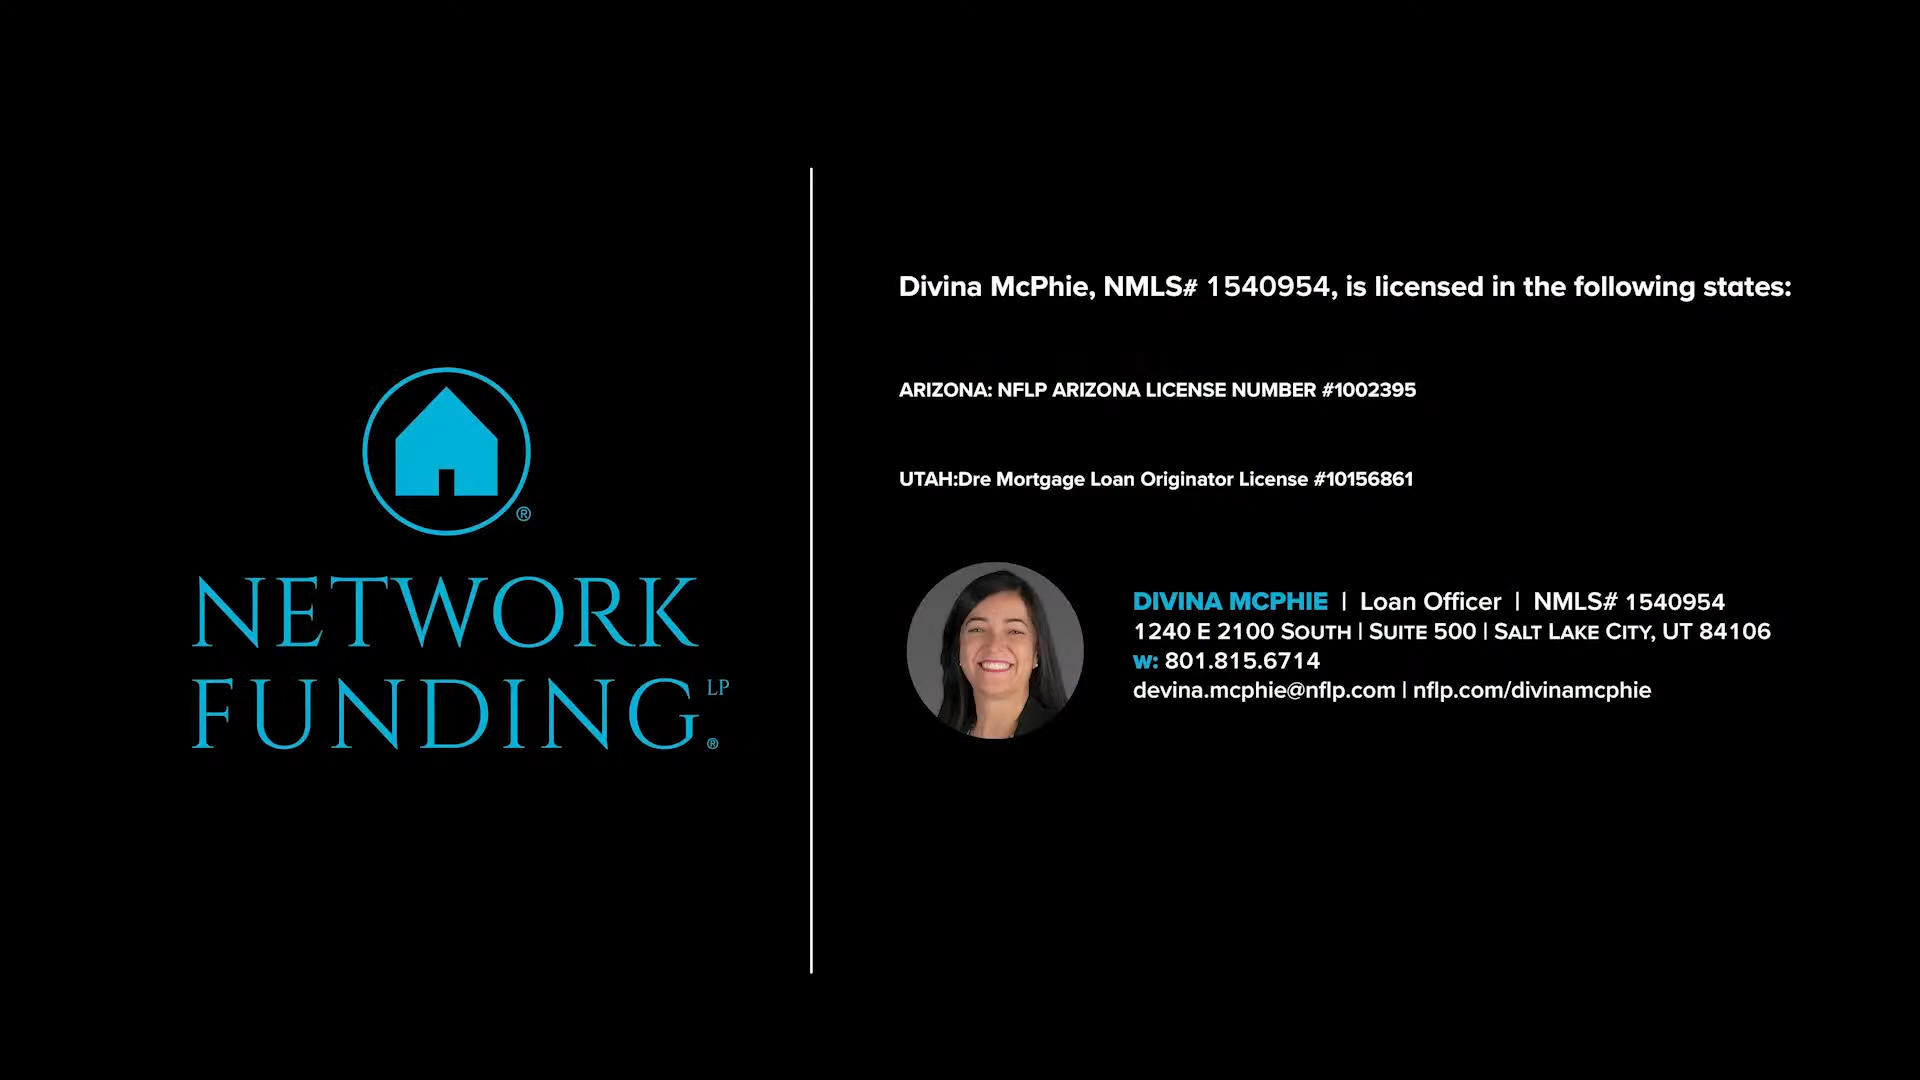 ®
NETWORK
FUNDING LP
®
Divina McPhie, NMLS# 1540954, is licensed in the following states:
ARIZONA: NFLP ARIZONA LICENSE NUMBER #1002395
UTAH:Dre Mortgage Loan Originator License #10156861
DIVINA MCPHIE | Loan Officer | NMLS# 1540954
1240 E 2100 SOUTH | SUITE 500 | SALT LAKE CITY, UT 84106
w: 801.815.6714
devina.mcphie@nflp.com | nflp.com/divinamcphie